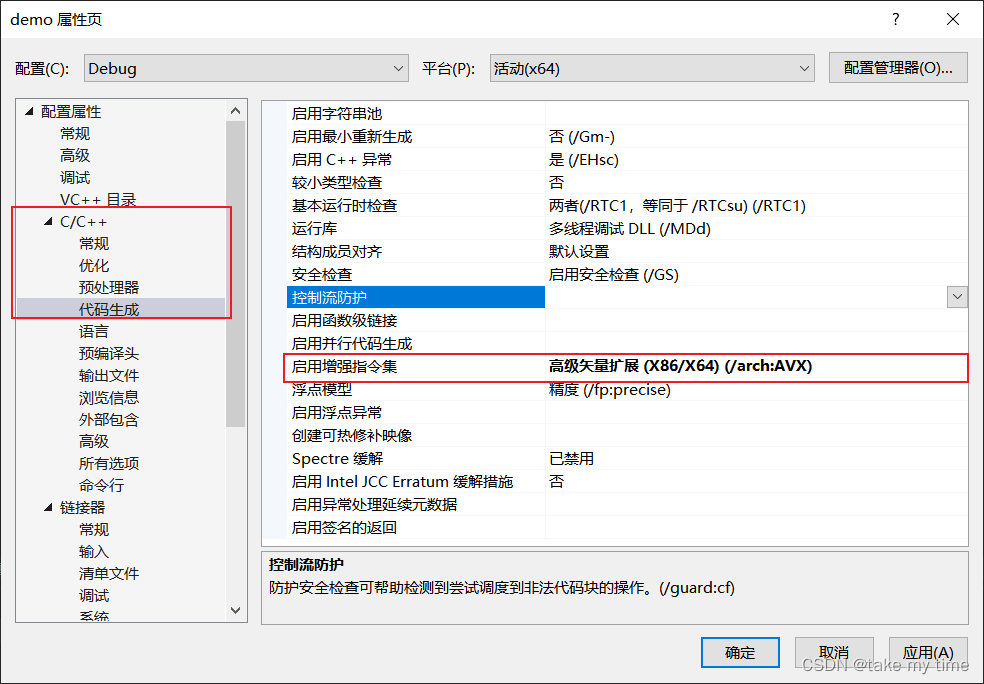 demo 属性页
?
配置(C):
Debug
平台(P):
活动(x64)
配置管理器(O)...
配置属性
常规
高级
调试
VC++ 目录
C/C++
常规
优化
预处理器
代码生成
语言
预编译头
输出文件
浏览信息
外部包含
高级
所有选项
命令行
链接器
常规
输入
清单文件
调试
系统
启用字符串池
启用最小重新生成 否 (/Gm-)
启用 C++ 异常 是 (/EHsc)
较小类型检查 否
基本运行时检查 两者(/RTC1，等同于 /RTCsu) (/RTC1)
运行库 多线程调试 DLL (/MDd)
结构成员对齐 默认设置
安全检查 启用安全检查 (/GS)
控制流防护
启用函数级链接
启用并行代码生成
启用增强指令集 高级矢量扩展 (X86/X64) (/arch:AVX)
浮点模型 精度 (/fp:precise)
启用浮点异常
创建可热修补映像
Spectre 缓解 已禁用
启用 Intel JCC Erratum 缓解措施 否
启用异常处理延续元数据
启用签名的返回
控制流防护
防护安全检查可帮助检测到尝试调度到非法代码块的操作。(/guard:cf)
确定
取消
应用(A)
CSDN @take my time